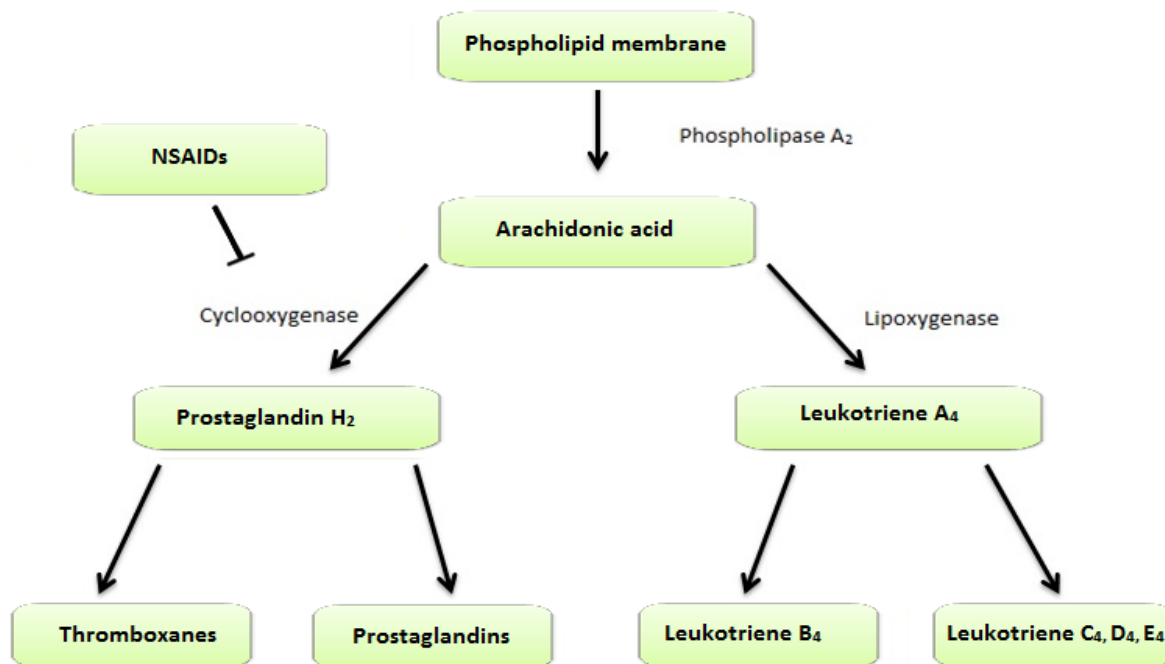 Phospholipid membrane
Phospholipase A₂
NSAIDs
Arachidonic acid
Cyclooxygenase
Lipoxygenase
Prostaglandin H₂
Leukotriene A₄
Thromboxanes
Prostaglandins
Leukotriene B₄
Leukotriene C₄, D₄, E₄